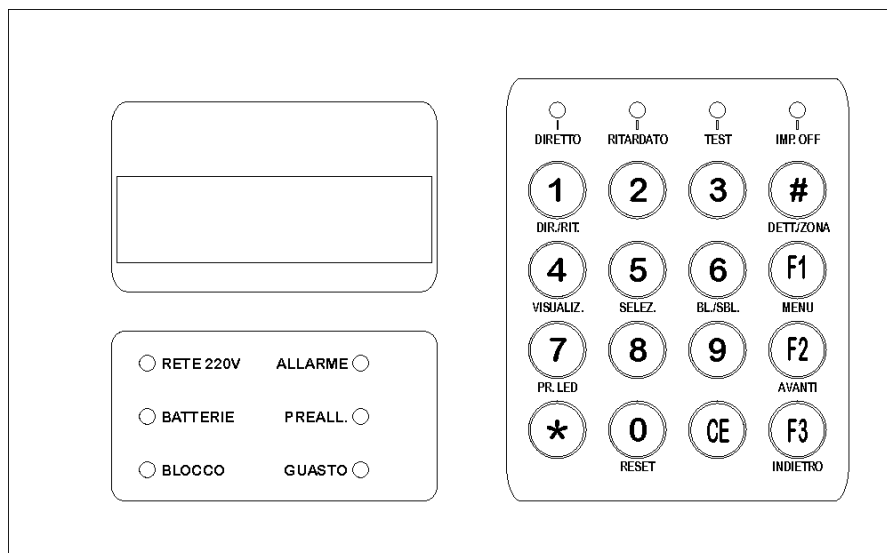 RETE 220V ALLARME
BATTERIE PREALL.
BLOCCO GUASTO
DIRETTO RITARDATO TEST IMP. OFF
1 2 3 #
DIR./RIT. DETT./ZONA
4 5 6 F1
VISUALIZ. SELEZ. BL./SBL. MENU
7 8 9 F2
PR. LED AVANTI
* 0 CE F3
RESET INDIETRO